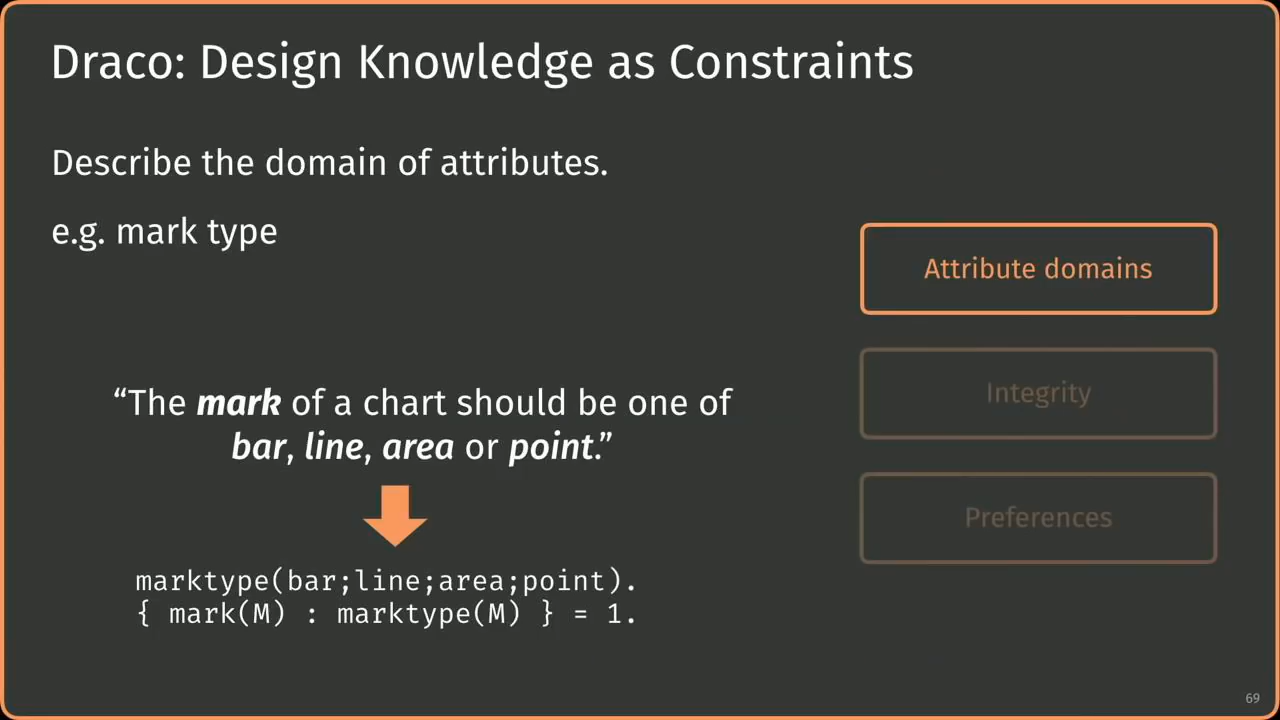 Draco: Design Knowledge as Constraints
Describe the domain of attributes.
e.g. mark type
Attribute domains
Integrity
Preferences
“The mark of a chart should be one of
bar, line, area or point.”
marktype(bar;line;area;point).
{ mark(M) : marktype(M) } = 1.
69